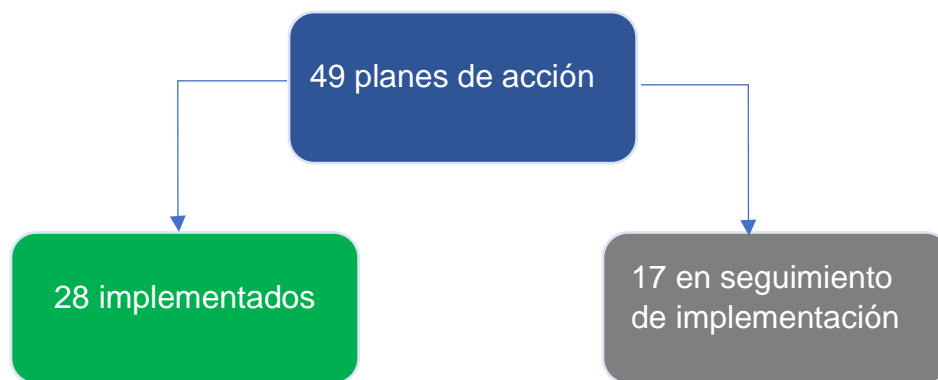 49 planes de acción
28 implementados
17 en seguimiento
de implementación